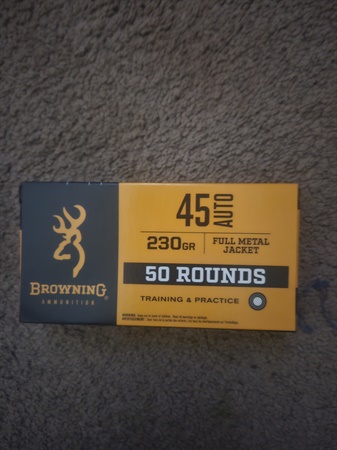 45 AUTO
230GR
FULL METAL
JACKET
50 ROUNDS
BROWNING
AMMUNITION
TRAINING & PRACTICE